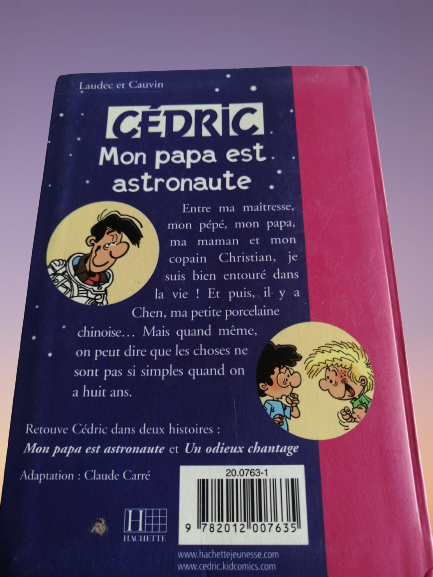 Laudec et Cauvin
CÉDRIC
Mon papa est
astronaute
Entre ma maîtresse,
mon pépé, mon papa,
ma maman et mon
copain Christian, je
suis bien entouré dans
la vie ! Et puis, il y a
Chen, ma petite porcelaine
chinoise... Mais quand même,
on peut dire que les choses ne
sont pas si simples quand on
a huit ans.
Retouve Cédric dans deux histoires :
Mon papa est astronaute et Un odieux chantage
Adaptation : Claude Carré
20.0763-1
H
HACHETTE
9 782012 007635
www.hachettejeunesse.com
www.cedric.kidcomics.com